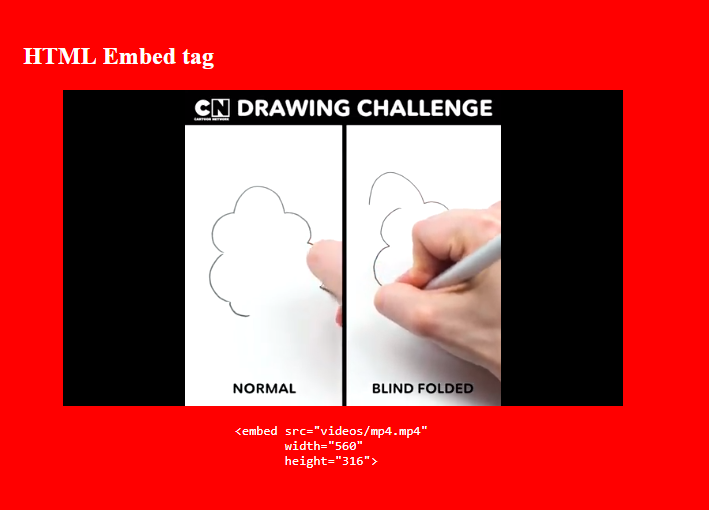 HTML Embed tag
CN DRAWING CHALLENGE
CARTOON NETWORK
NORMAL
BLIND FOLDED
<embed src="videos/mp4.mp4"
width="560"
height="316">